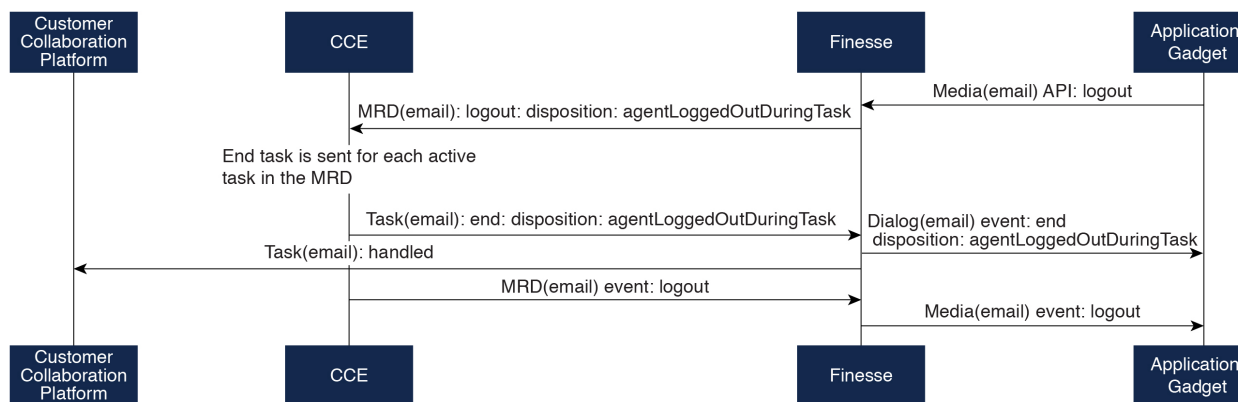 Customer
Collaboration
Platform
CCE
Finesse
Application
Gadget
Media(email) API: logout
MRD(email): logout: disposition: agentLoggedOutDuringTask
End task is sent for each active
task in the MRD
Task(email): end: disposition: agentLoggedOutDuringTask
Dialog(email) event: end
disposition: agentLoggedOutDuringTask
Task(email): handled
MRD(email) event: logout
Media(email) event: logout
Customer
Collaboration
Platform
CCE
Finesse
Application
Gadget